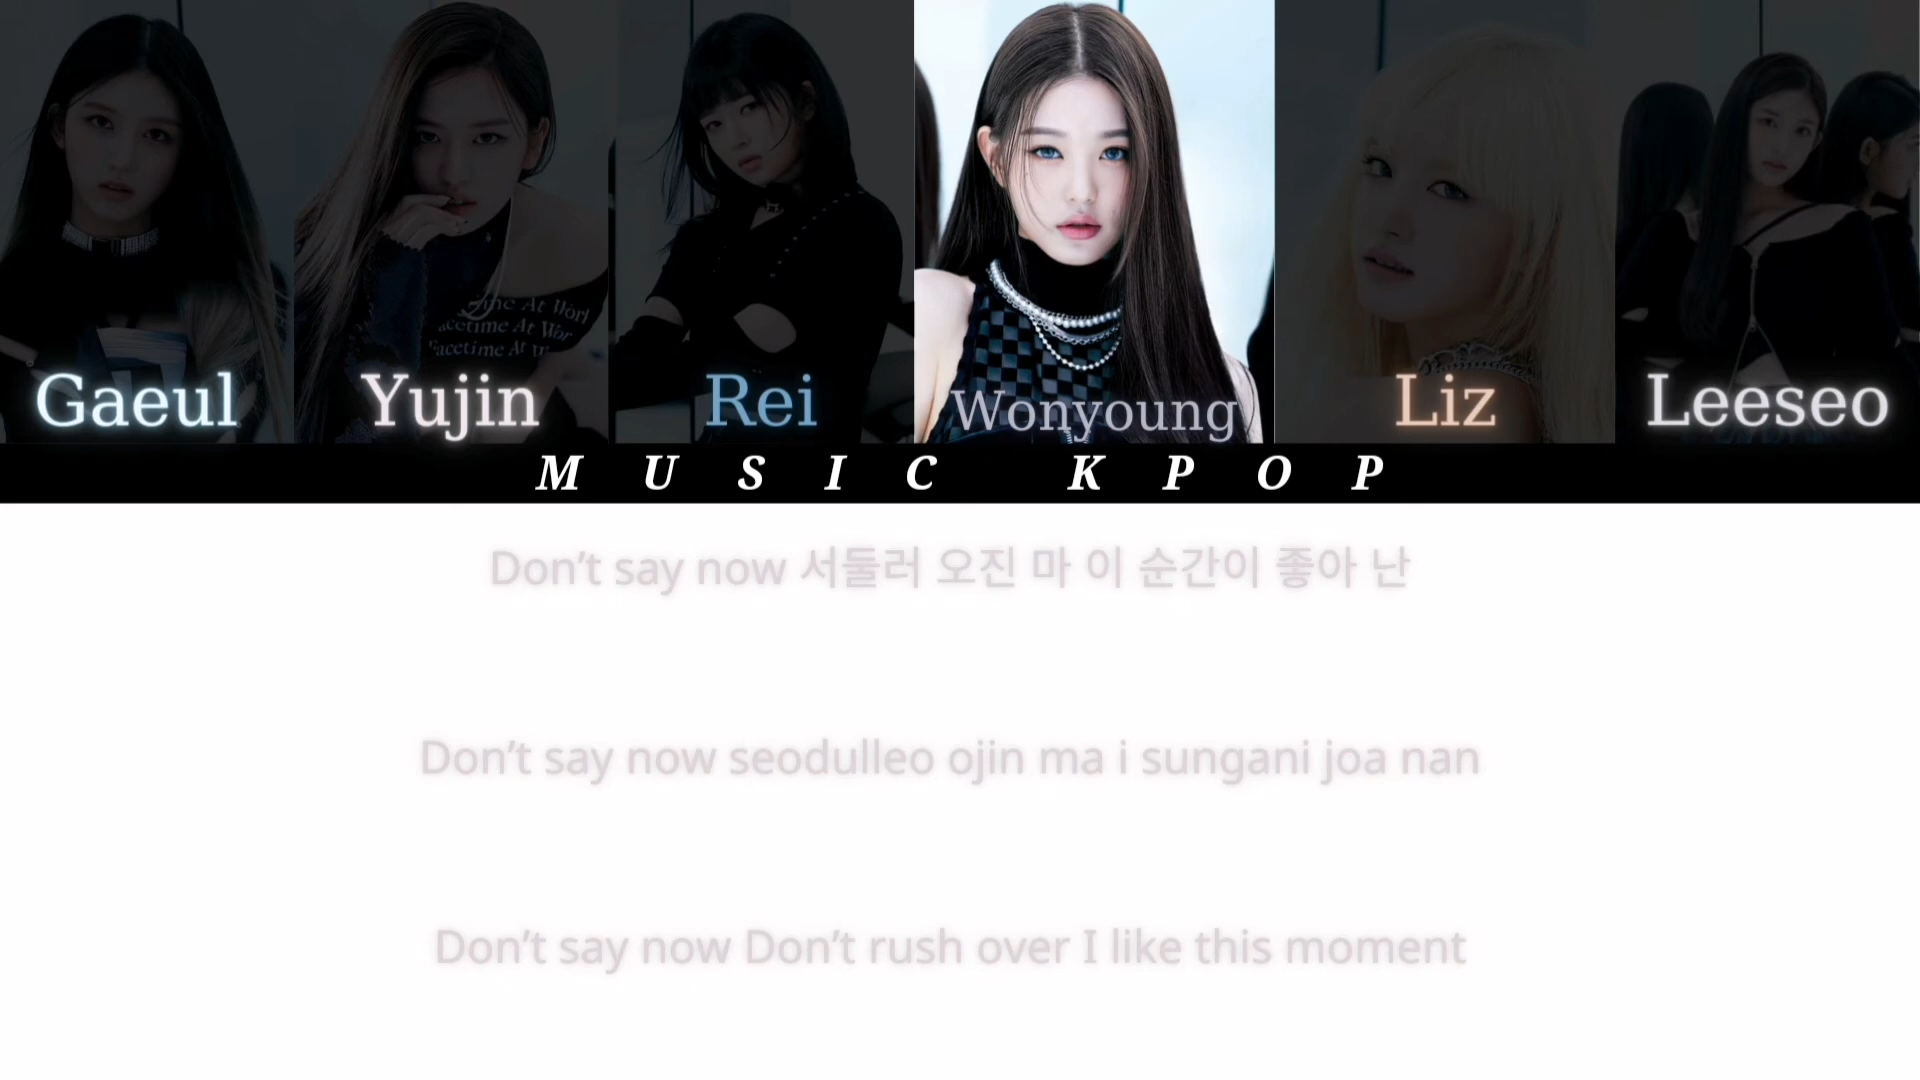 Gaeul Yujin Rei Wonyoung Liz Leeseo
MUSIC KPOP
Don’t say now 서둘러 오진 마 이 순간이 좋아 난
Don’t say now seodulleo ojin ma i sungani joa nan
Don’t say now Don’t rush over I like this moment